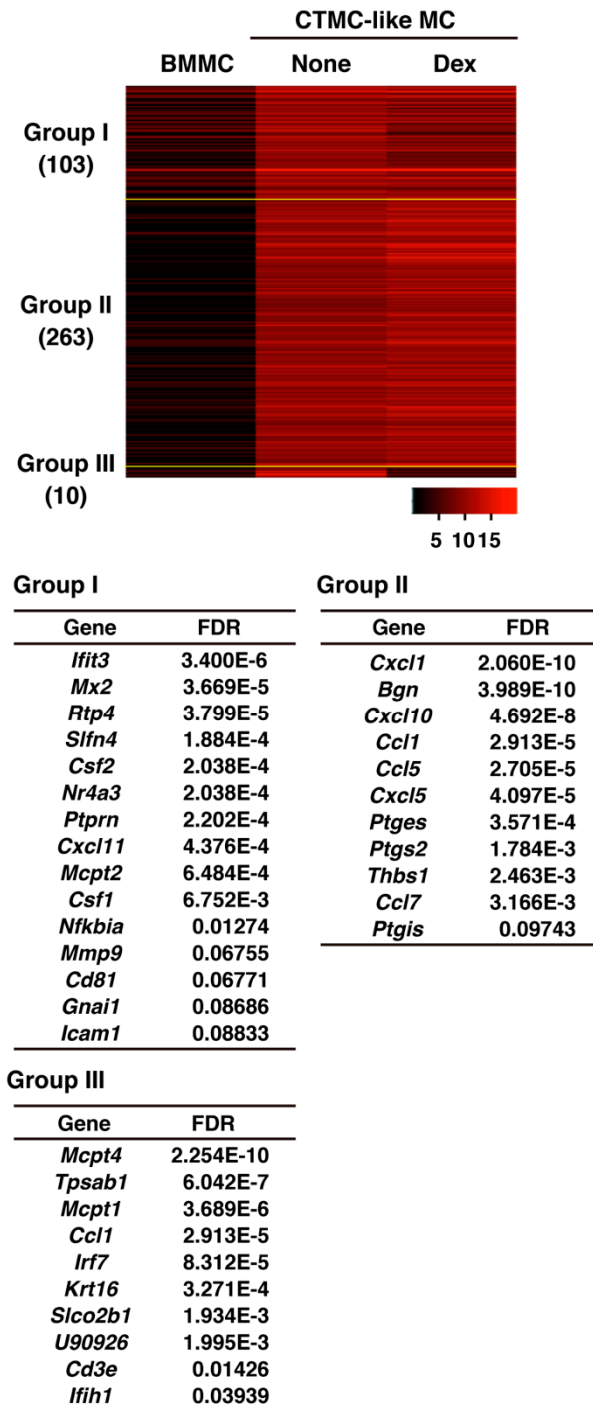 CTMC-like MC
BMMC None Dex
Group I
(103)
Group II
(263)
Group III
(10)
5 10 15
Group I
Gene FDR
Ifit3 3.400E-6
Mx2 3.669E-5
Rtp4 3.799E-5
Slfn4 1.884E-4
Csf2 2.038E-4
Nr4a3 2.038E-4
Ptprn 2.202E-4
Cxcl11 4.376E-4
Mcpt2 6.484E-4
Csf1 6.752E-3
Nfkbia 0.01274
Mmp9 0.06755
Cd81 0.06771
Gnai1 0.08686
Icam1 0.08833
Group II
Gene FDR
Cxcl1 2.060E-10
Bgn 3.989E-10
Cxcl10 4.692E-8
Ccl1 2.913E-5
Ccl5 2.705E-5
Cxcl5 4.097E-5
Ptges 3.571E-4
Ptgs2 1.784E-3
Thbs1 2.463E-3
Ccl7 3.166E-3
Ptgis 0.09743
Group III
Gene FDR
Mcpt4 2.254E-10
Tpsab1 6.042E-7
Mcpt1 3.689E-6
Ccl1 2.913E-5
Irf7 8.312E-5
Krt16 3.271E-4
Slco2b1 1.934E-3
U90926 1.995E-3
Cd3e 0.01426
Ifih1 0.03939